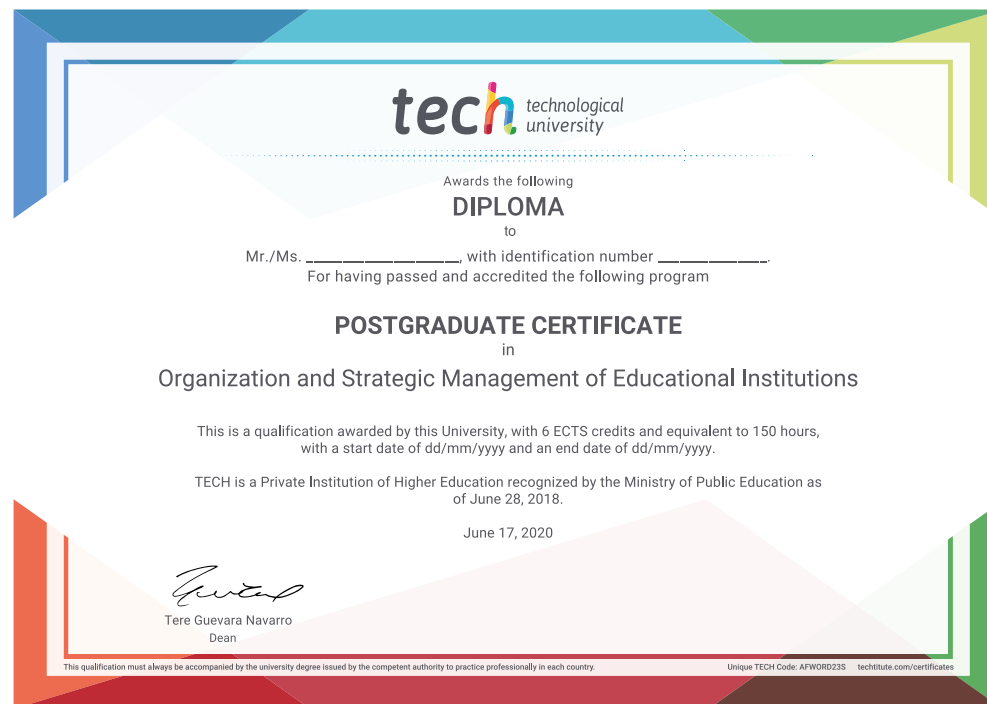 tech technological
university
Awards the following
DIPLOMA
to
Mr./Ms. ____________________, with identification number ______________.
For having passed and accredited the following program
POSTGRADUATE CERTIFICATE
in
Organization and Strategic Management of Educational Institutions
This is a qualification awarded by this University, with 6 ECTS credits and equivalent to 150 hours,
with a start date of dd/mm/yyyy and an end date of dd/mm/yyyy.
TECH is a Private Institution of Higher Education recognized by the Ministry of Public Education as
of June 28, 2018.
June 17, 2020
Tere Guevara Navarro
Dean
This qualification must always be accompanied by the university degree issued by the competent authority to practice professionally in each country.
Unique TECH Code: AFWORD23S techtitute.com/certificates